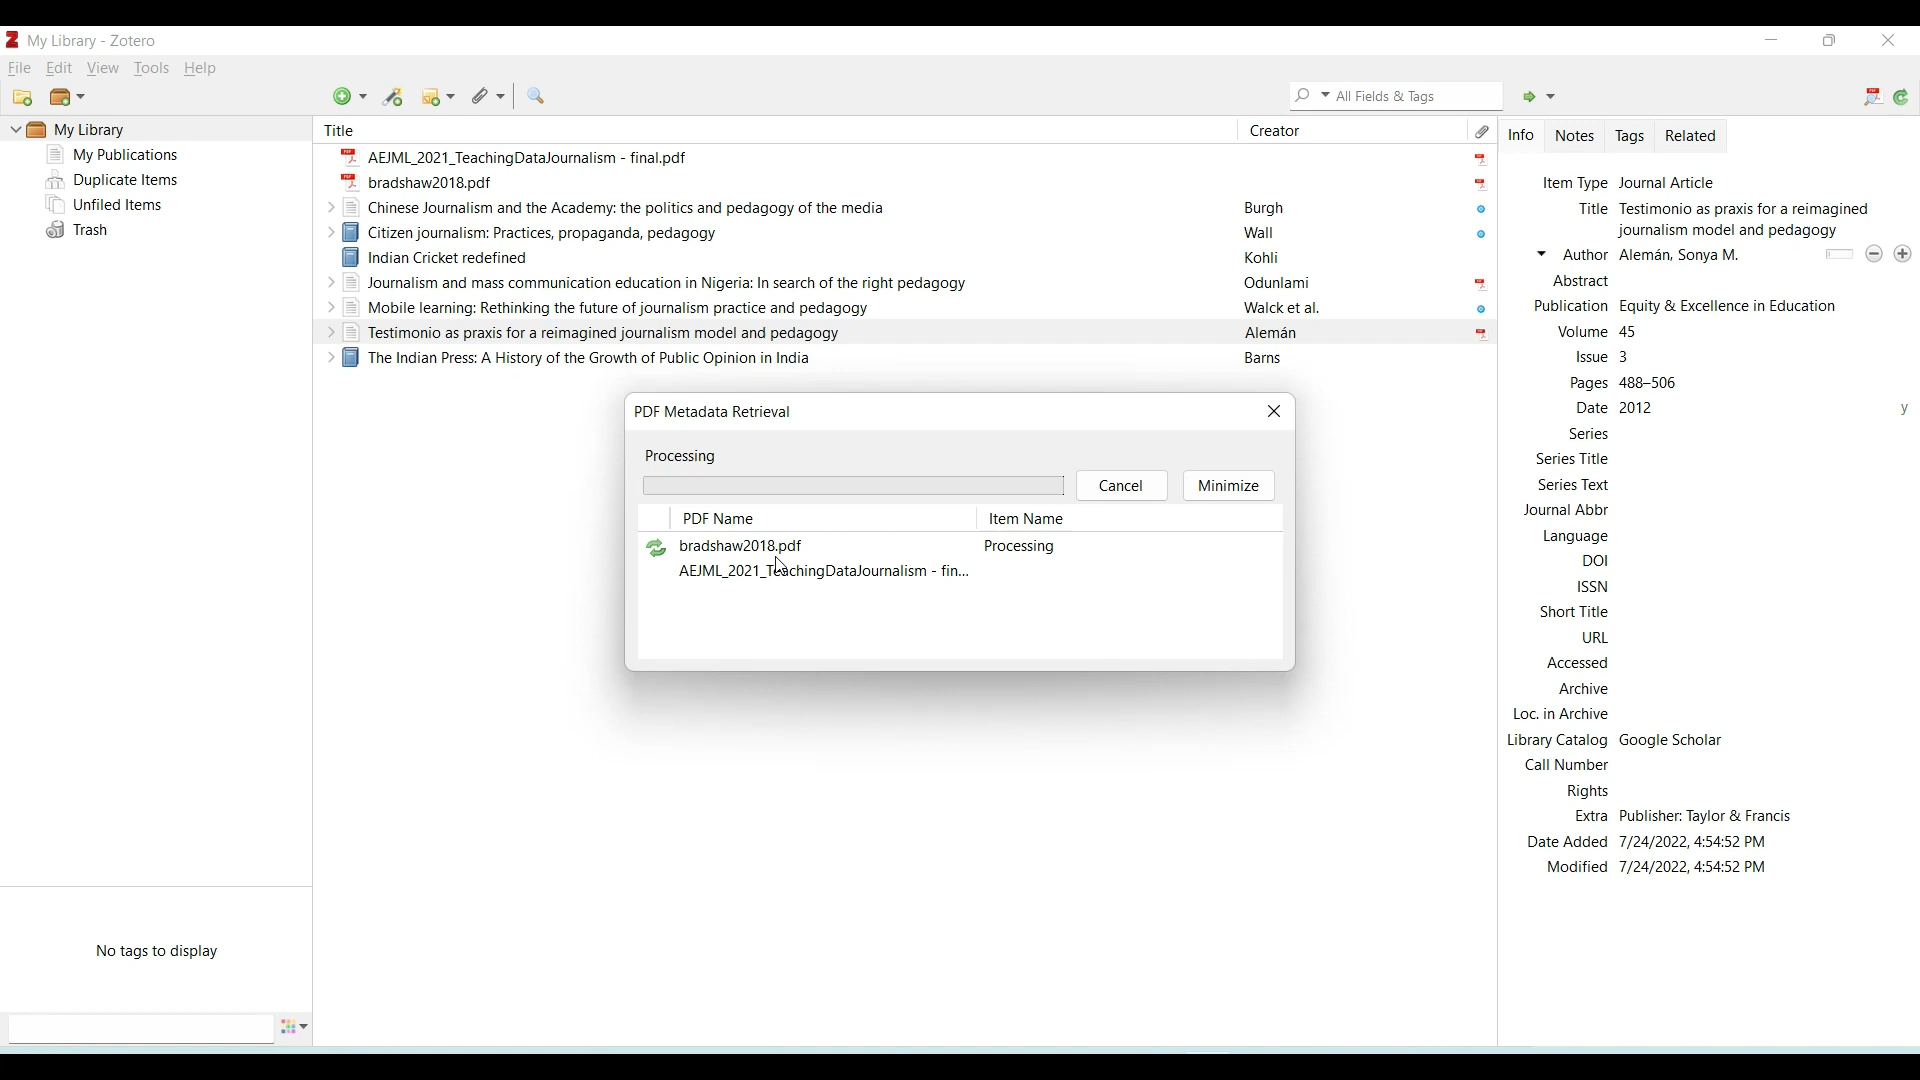 My Library - Zotero
File Edit View Tools Help
All Fields & Tags
My Library
My Publications
Duplicate Items
Unfiled Items
Trash
No tags to display
Title Creator
AEJML_2021_TeachingDataJournalism - final.pdf
bradshaw2018.pdf
Chinese Journalism and the Academy: the politics and pedagogy of the media Burgh
Citizen journalism: Practices, propaganda, pedagogy Wall
Indian Cricket redefined Kohli
Journalism and mass communication education in Nigeria: In search of the right pedagogy Odunlami
Mobile learning: Rethinking the future of journalism practice and pedagogy Walck et al.
Testimonio as praxis for a reimagined journalism model and pedagogy Alemán
The Indian Press: A History of the Growth of Public Opinion in India Barns
PDF Metadata Retrieval
Processing
Cancel Minimize
PDF Name Item Name
bradshaw2018.pdf Processing
AEJML_2021_TeachingDataJournalism - fin...
Info Notes Tags Related
Item Type Journal Article
Title Testimonio as praxis for a reimagined
journalism model and pedagogy
Author Alemán, Sonya M.
Abstract
Publication Equity & Excellence in Education
Volume 45
Issue 3
Pages 488–506
Date 2012 y
Series
Series Title
Series Text
Journal Abbr
Language
DOI
ISSN
Short Title
URL
Accessed
Archive
Loc. in Archive
Library Catalog Google Scholar
Call Number
Rights
Extra Publisher: Taylor & Francis
Date Added 7/24/2022, 4:54:52 PM
Modified 7/24/2022, 4:54:52 PM